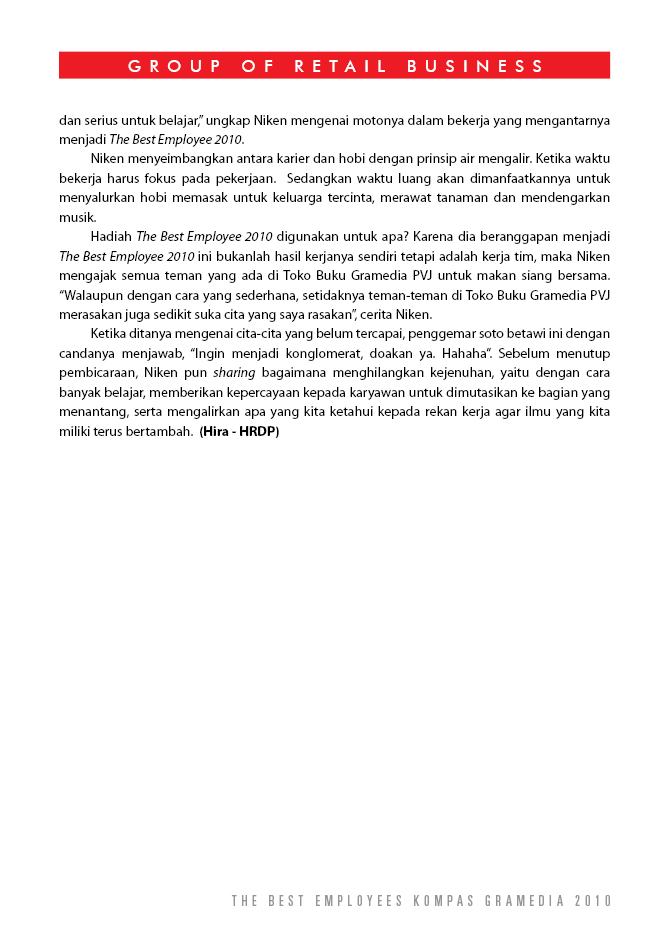 GROUP OF RETAIL BUSINESS
dan serius untuk belajar,” ungkap Niken mengenai motonya dalam bekerja yang mengantarnya
menjadi The Best Employee 2010.
Niken menyeimbangkan antara karier dan hobi dengan prinsip air mengalir. Ketika waktu
bekerja harus fokus pada pekerjaan. Sedangkan waktu luang akan dimanfaatkannya untuk
menyalurkan hobi memasak untuk keluarga tercinta, merawat tanaman dan mendengarkan
musik.
Hadiah The Best Employee 2010 digunakan untuk apa? Karena dia beranggapan menjadi
The Best Employee 2010 ini bukanlah hasil kerjanya sendiri tetapi adalah kerja tim, maka Niken
mengajak semua teman yang ada di Toko Buku Gramedia PVJ untuk makan siang bersama.
“Walaupun dengan cara yang sederhana, setidaknya teman-teman di Toko Buku Gramedia PVJ
merasakan juga sedikit suka cita yang saya rasakan”, cerita Niken.
Ketika ditanya mengenai cita-cita yang belum tercapai, penggemar soto betawi ini dengan
candanya menjawab, “Ingin menjadi konglomerat, doakan ya. Hahaha”. Sebelum menutup
pembicaraan, Niken pun sharing bagaimana menghilangkan kejenuhan, yaitu dengan cara
banyak belajar, memberikan kepercayaan kepada karyawan untuk dimutasikan ke bagian yang
menantang, serta mengalirkan apa yang kita ketahui kepada rekan kerja agar ilmu yang kita
miliki terus bertambah. (Hira - HRDP)
THE BEST EMPLOYEES KOMPAS GRAMEDIA 2010